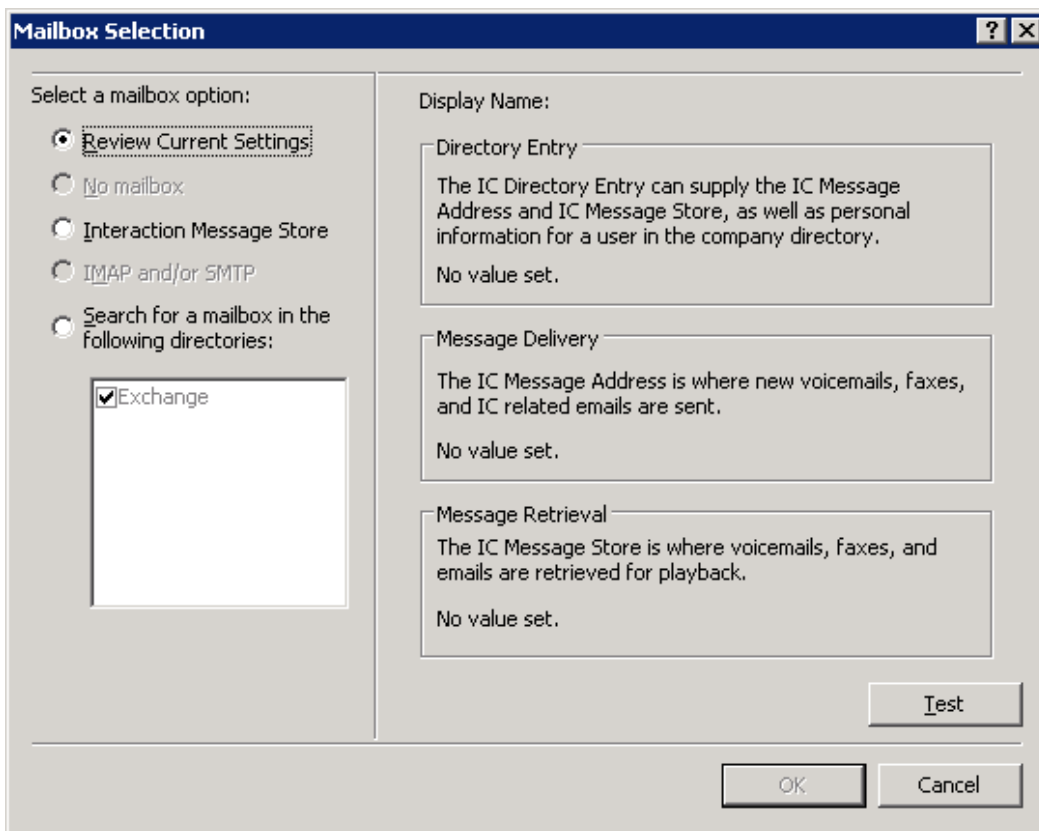 Mailbox Selection
Select a mailbox option:
Review Current Settings
No mailbox
Interaction Message Store
IMAP and/or SMTP
Search for a mailbox in the
following directories:
Exchange
Display Name:
Directory Entry
The IC Directory Entry can supply the IC Message
Address and IC Message Store, as well as personal
information for a user in the company directory.
No value set.
Message Delivery
The IC Message Address is where new voicemails, faxes,
and IC related emails are sent.
No value set.
Message Retrieval
The IC Message Store is where voicemails, faxes, and
emails are retrieved for playback.
No value set.
Test
OK
Cancel